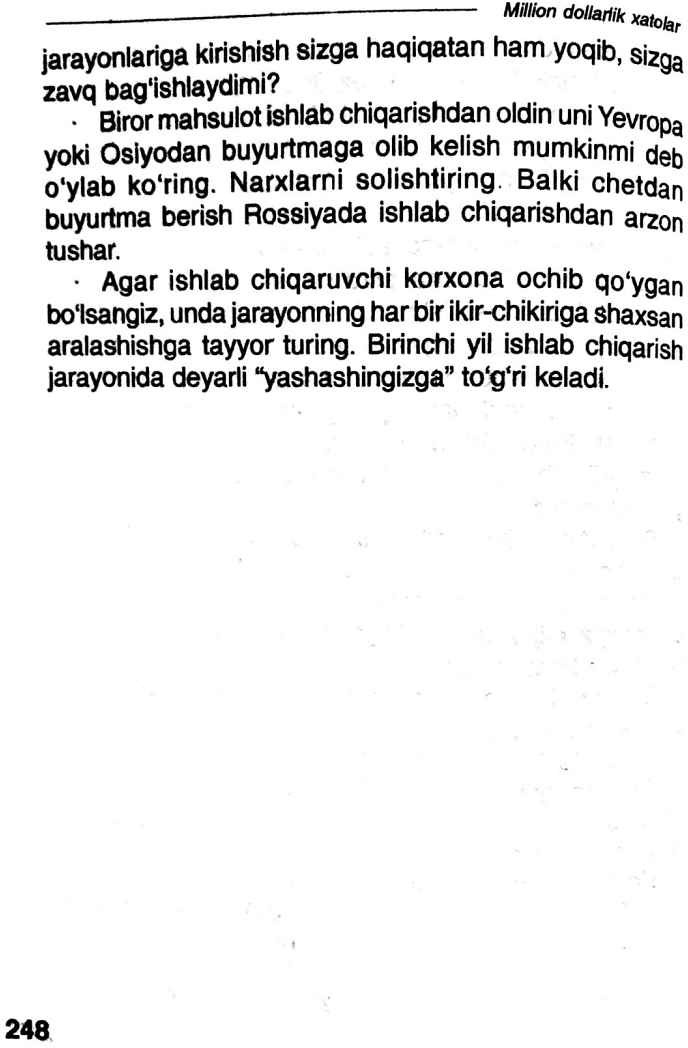 Million dollarlik xatolar
jarayonlariga kirishish sizga haqiqatan ham yoqib, sizga
zavq bag‘ishlaydimi?
· Biror mahsulot ishlab chiqarishdan oldin uni Yevropa
yoki Osiyodan buyurtmaga olib kelish mumkinmi deb
o‘ylab ko‘ring. Narxlarni solishtiring. Balki chetdan
buyurtma berish Rossiyada ishlab chiqarishdan arzon
tushar.
· Agar ishlab chiqaruvchi korxona ochib qo‘ygan
bo‘lsangiz, unda jarayonning har bir ikir-chikiriga shaxsan
aralashishga tayyor turing. Birinchi yil ishlab chiqarish
jarayonida deyarli “yashashingizga” to‘g‘ri keladi.
248